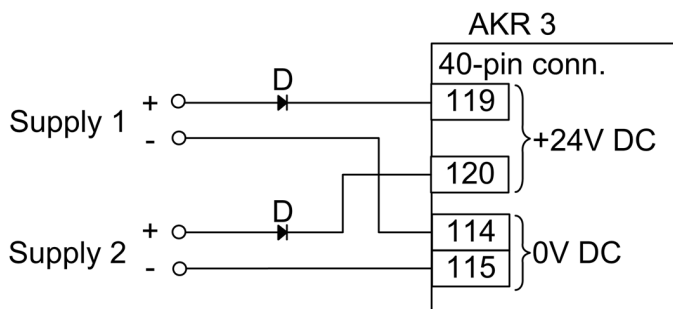 AKR 3
40-pin conn.
D
+
119
Supply 1
-
+24V DC
120
D
+
114
Supply 2
0V DC
-
115